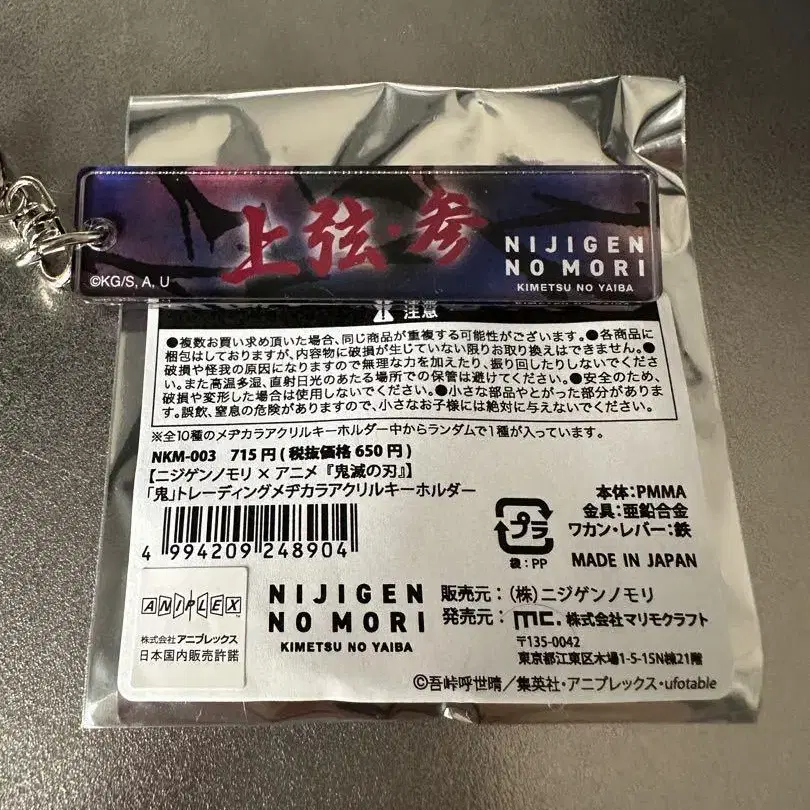 上弦・参
NIJIGEN
NO MORI
KIMETSU NO YAIBA
©KG/S, A, U
注意
●複数お買い求め頂いた場合、同じ商品が重複する可能性がございます。●各商品に
梱包はしておりますが、内容物に破損が生じていない限りお取り換えはできません。●
破損や怪我の原因になりますので無理な力を加えたり、振り回したりしないでくださ
い。また高温多湿、直射日光のあたる場所での保管は避けてください。●安全のため、
破損や変形した場合は使用しないでください。●小さな部品やとがった部分がありま
す。誤飲、窒息の危険がありますので、小さなお子様には絶対に与えないでください。
※全10種のメヂカラアクリルキーホルダー中からランダムで1種が入っています。
NKM-003 715円(税抜価格650円)
【ニジゲンノモリ×アニメ『鬼滅の刃』】
「鬼」トレーディングメヂカラアクリルキーホルダー
4 994209 248904
プラ
袋:PP
本体:PMMA
金具:亜鉛合金
ワカン・レバー:鉄
MADE IN JAPAN
ANIPLEX
株式会社アニプレックス
日本国内販売許諾
NIJIGEN
NO MORI
KIMETSU NO YAIBA
販売元:(株)ニジゲンノモリ
発売元:mc. 株式会社マリモクラフト
〒135-0042
東京都江東区木場1-5-15N棟21階
©吾峠呼世晴/集英社・アニプレックス・ufotable